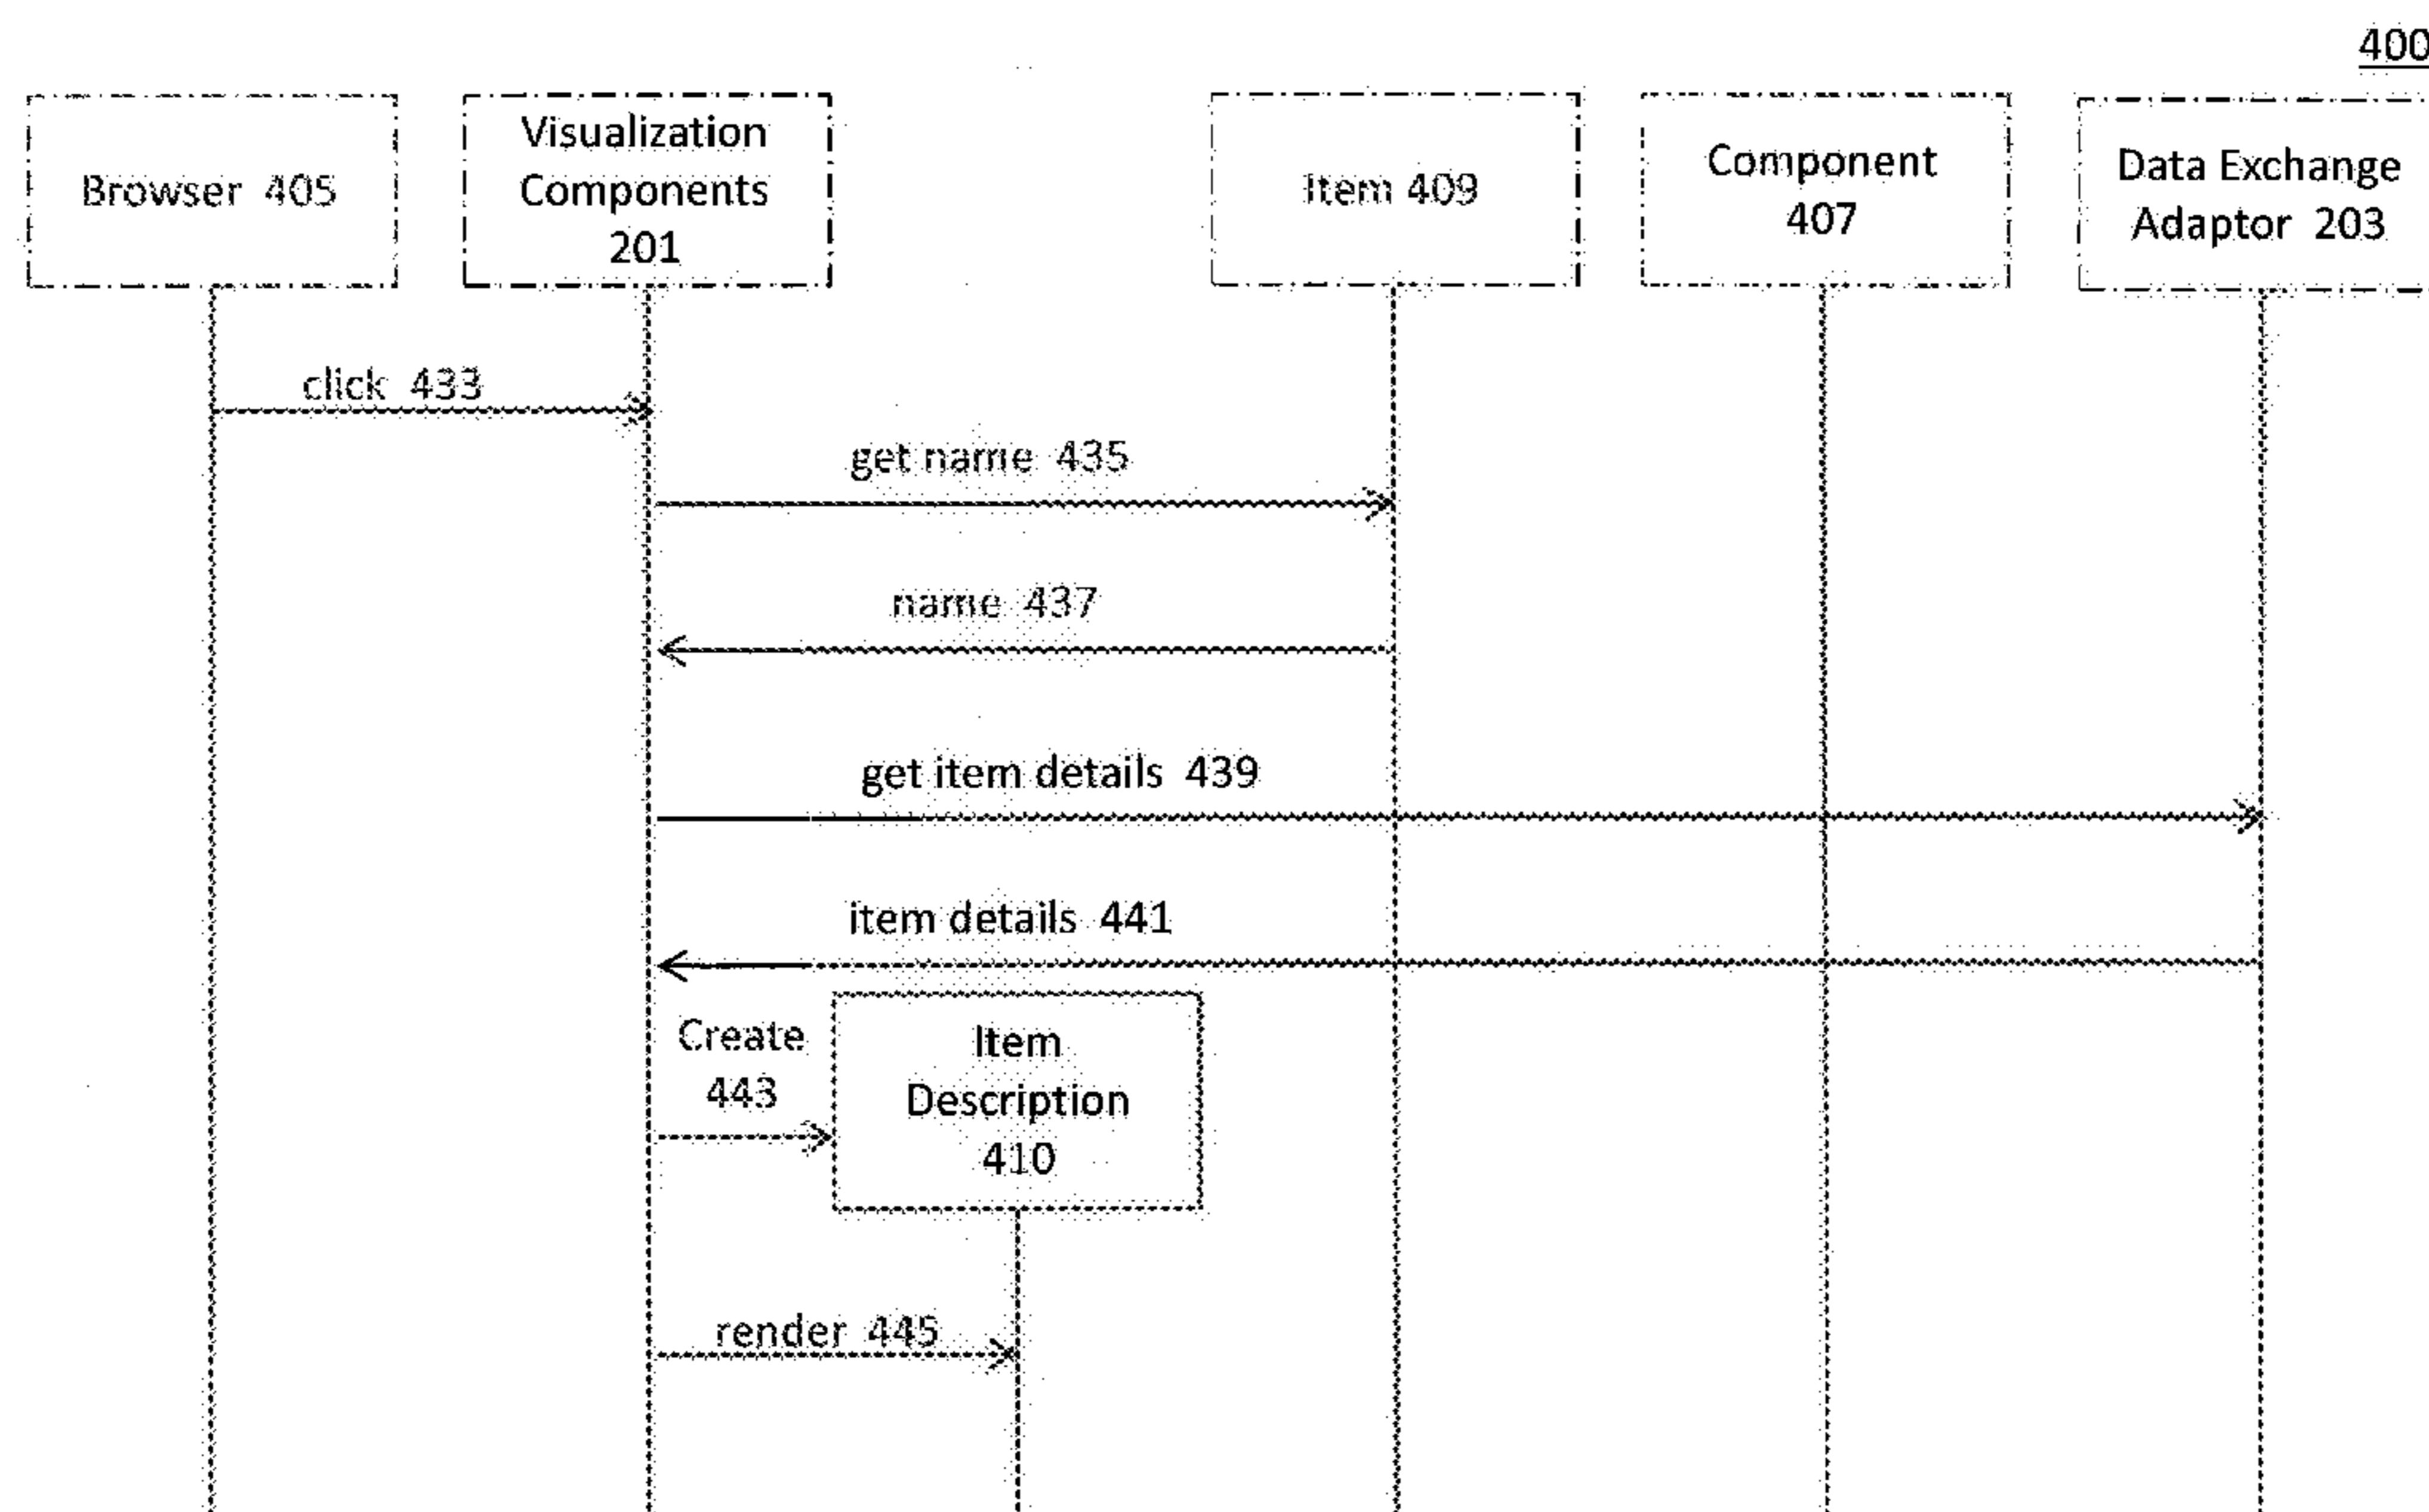 400
Browser 405
Visualization
Components
201
Item 409
Component
407
Data Exchange
Adaptor 203
click 433
get name 435
name 437
get item details 439
item details 441
Create
443
Item
Description
410
render 445